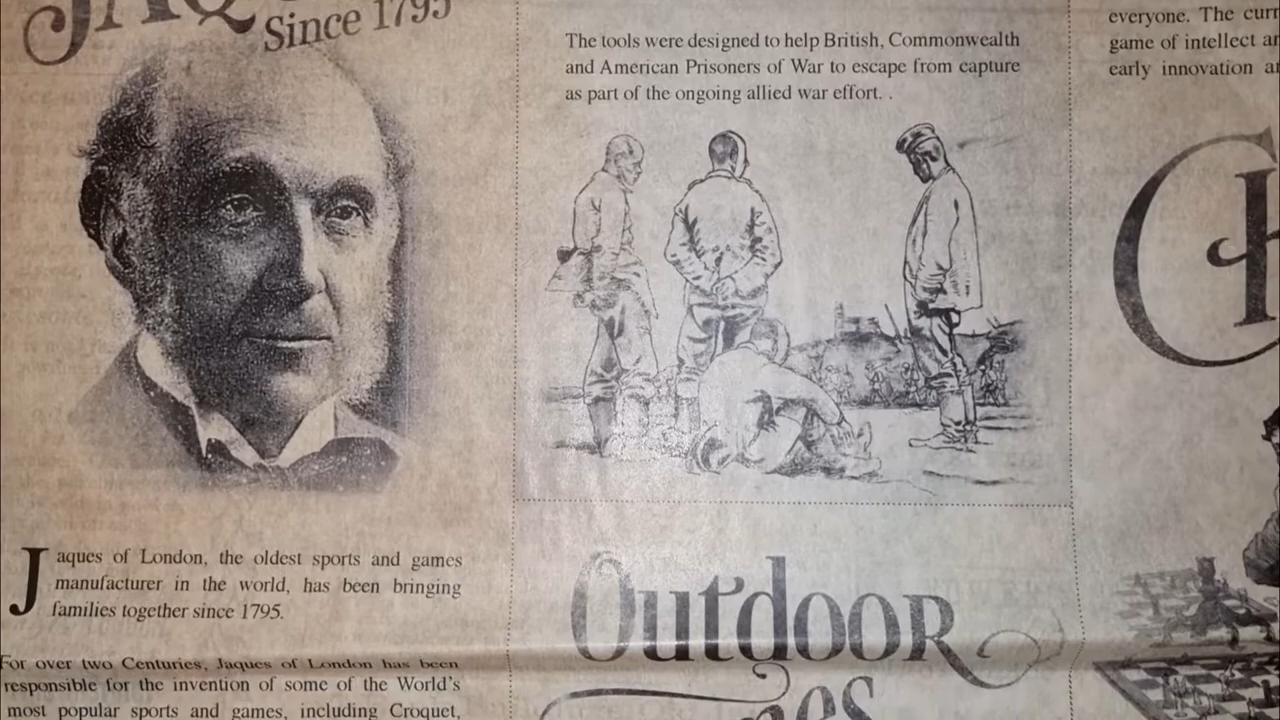 JAQ
Since 1795
Jaques of London, the oldest sports and games
manufacturer in the world, has been bringing
families together since 1795.
For over two Centuries, Jaques of London has been
responsible for the invention of some of the World's
most popular sports and games, including Croquet,
The tools were designed to help British, Commonwealth
and American Prisoners of War to escape from capture
as part of the ongoing allied war effort. .
Outdoor
everyone. The curr
game of intellect
early innovation